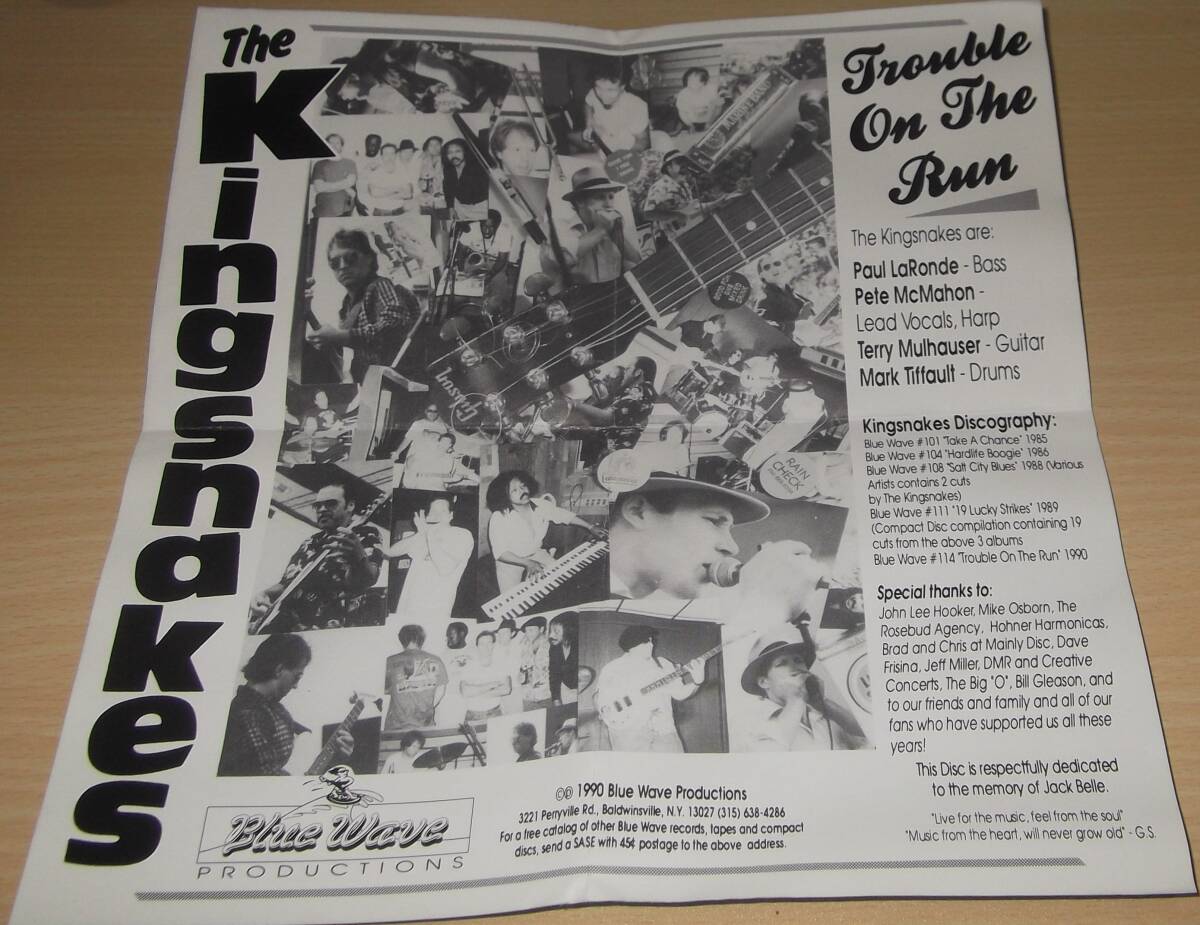 The
Kingsnakes
Trouble
On The
Run
The Kingsnakes are:
Paul LaRonde - Bass
Pete McMahon -
Lead Vocals, Harp
Terry Mulhauser - Guitar
Mark Tiffault - Drums
Kingsnakes Discography:
Blue Wave #101 "Take A Chance" 1985
Blue Wave #104 "Hardlife Boogie" 1986
Blue Wave #108 "Salt City Blues" 1988 (Various
Artists contains 2 cuts
by The Kingsnakes)
Blue Wave #111 "19 Lucky Strikes" 1989
(Compact Disc compilation containing 19
cuts from the above 3 albums
Blue Wave #114 "Trouble On The Run" 1990
Special thanks to:
John Lee Hooker, Mike Osborn, The
Rosebud Agency, Hohner Harmonicas,
Brad and Chris at Mainly Disc, Dave
Frisina, Jeff Miller, DMR and Creative
Concerts, The Big "O", Bill Gleason, and
to our friends and family and all of our
fans who have supported us all these
years!
This Disc is respectfully dedicated
to the memory of Jack Belle.
"Live for the music, feel from the soul"
"Music from the heart, will never grow old" - G.S.
RAIN
CHECK
Gibson
Blue Wave
PRODUCTIONS
©℗ 1990 Blue Wave Productions
3221 Perryville Rd., Baldwinsville, N.Y. 13027 (315) 638-4286
For a free catalog of other Blue Wave records, tapes and compact
discs, send a SASE with 45¢ postage to the above address.